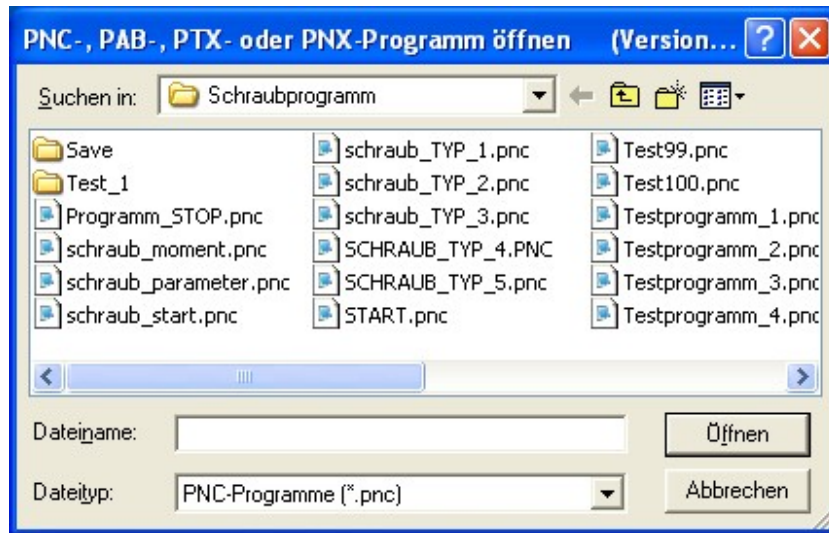 PNC-, PAB-, PTX- oder PNX-Programm öffnen (Version...
Suchen in: Schraubprogramm
Save
Test_1
Programm_STOP.pnc
schraub_moment.pnc
schraub_parameter.pnc
schraub_start.pnc
schraub_TYP_1.pnc
schraub_TYP_2.pnc
schraub_TYP_3.pnc
SCHRAUB_TYP_4.PNC
SCHRAUB_TYP_5.pnc
START.pnc
Test99.pnc
Test100.pnc
Testprogramm_1.pnc
Testprogramm_2.pnc
Testprogramm_3.pnc
Testprogramm_4.pnc
Dateiname:
Öffnen
Dateityp: PNC-Programme (*.pnc)
Abbrechen